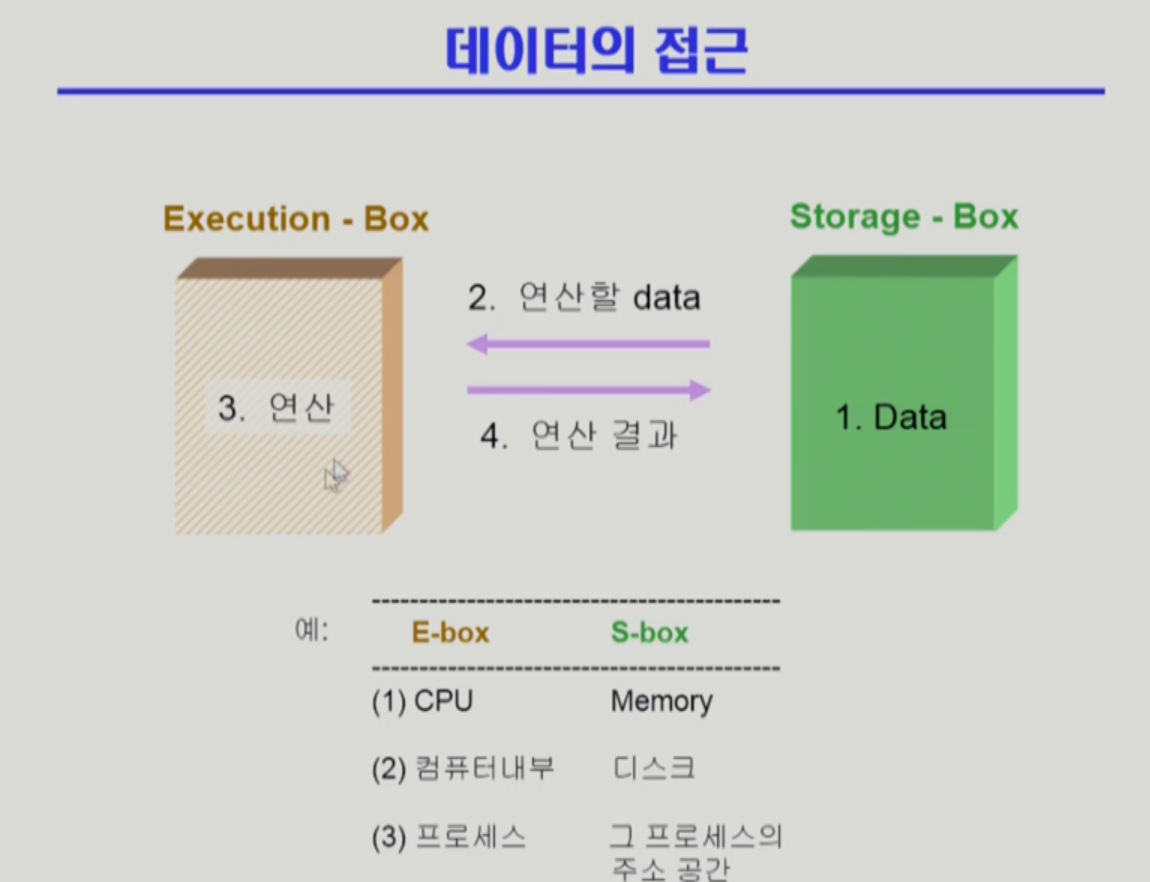 데이터의 접근
Execution - Box
Storage - Box
2. 연산할 data
3. 연산
1. Data
4. 연산 결과
예:
E-box S-box
(1) CPU Memory
(2) 컴퓨터내부 디스크
(3) 프로세스 그 프로세스의
주소 공간